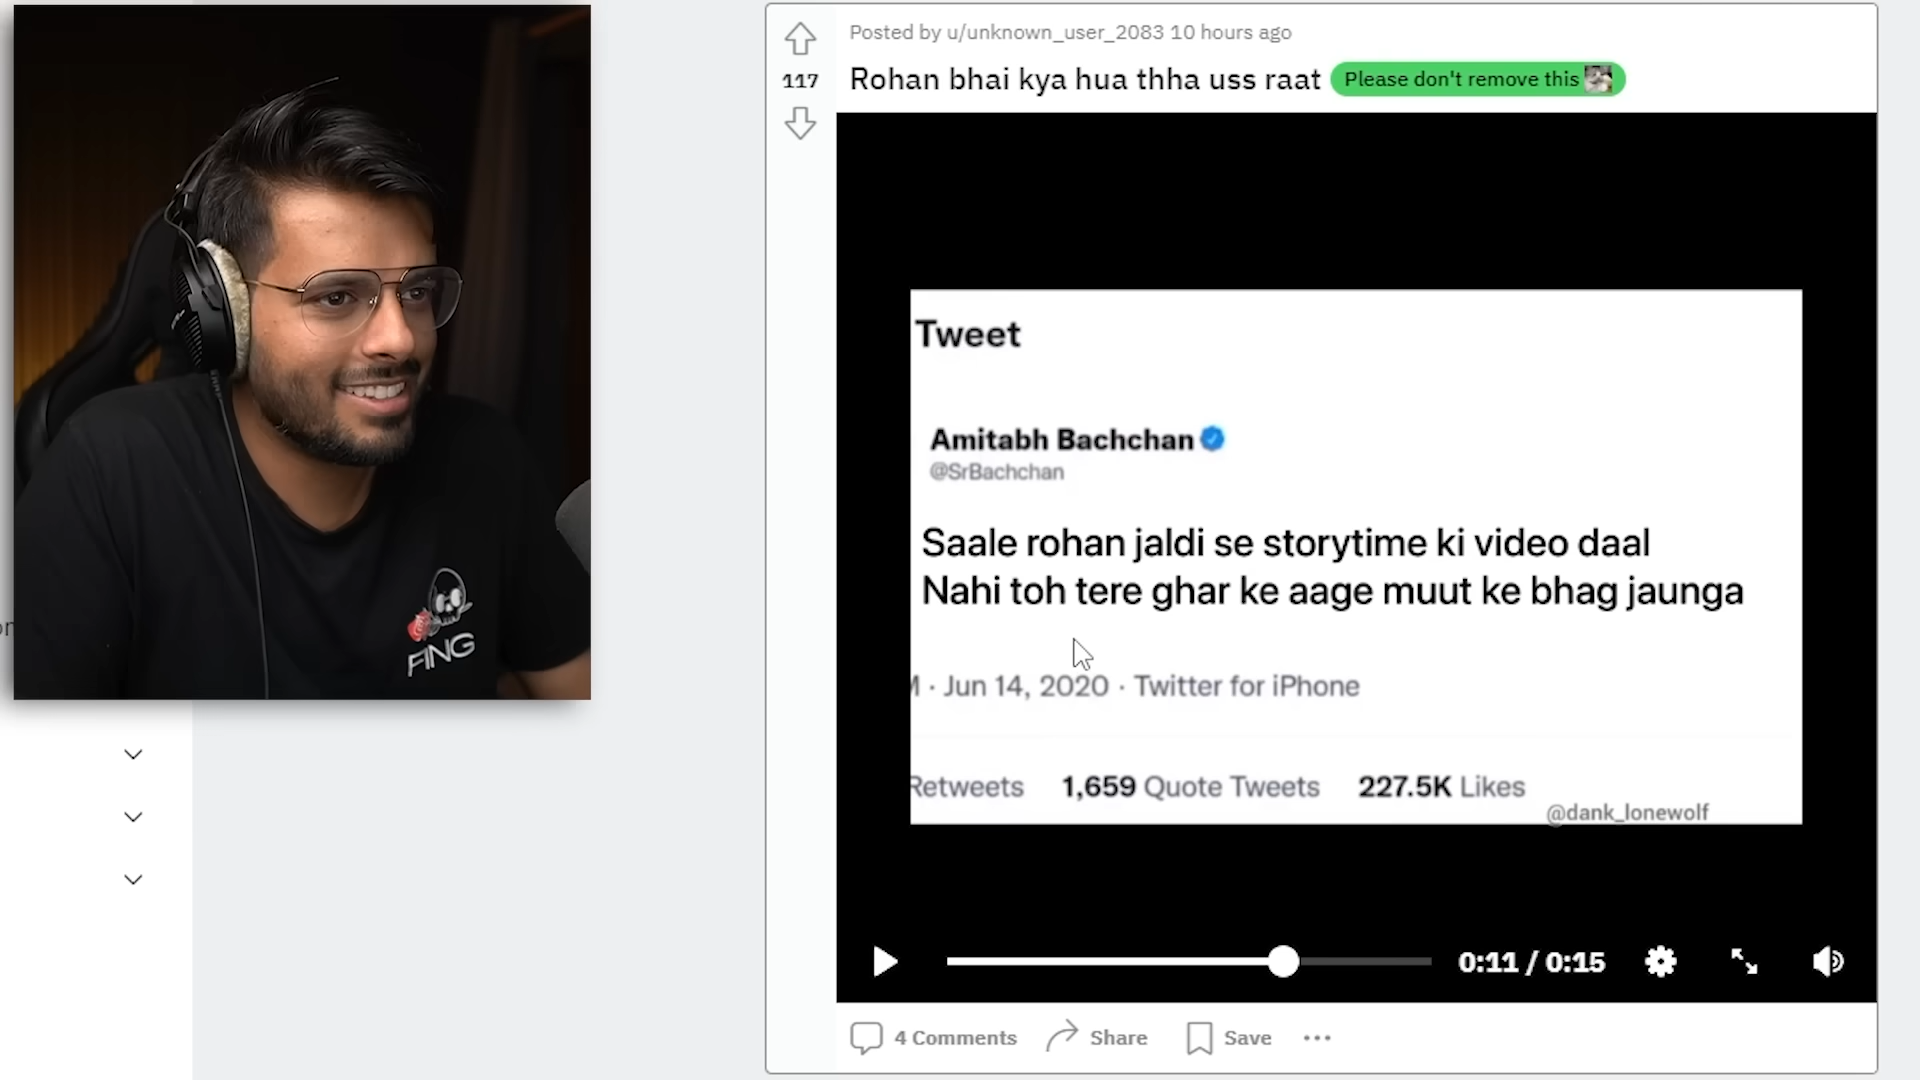 Posted by u/unknown_user_2083 10 hours ago
117
Rohan bhai kya hua thha uss raat Please don't remove this
Tweet
Amitabh Bachchan
@SrBachchan
Saale rohan jaldi se storytime ki video daal
Nahi toh tere ghar ke aage muut ke bhag jaunga
· Jun 14, 2020 · Twitter for iPhone
Retweets 1,659 Quote Tweets 227.5K Likes
@dank_lonewolf
0:11 / 0:15
4 Comments Share Save
FING